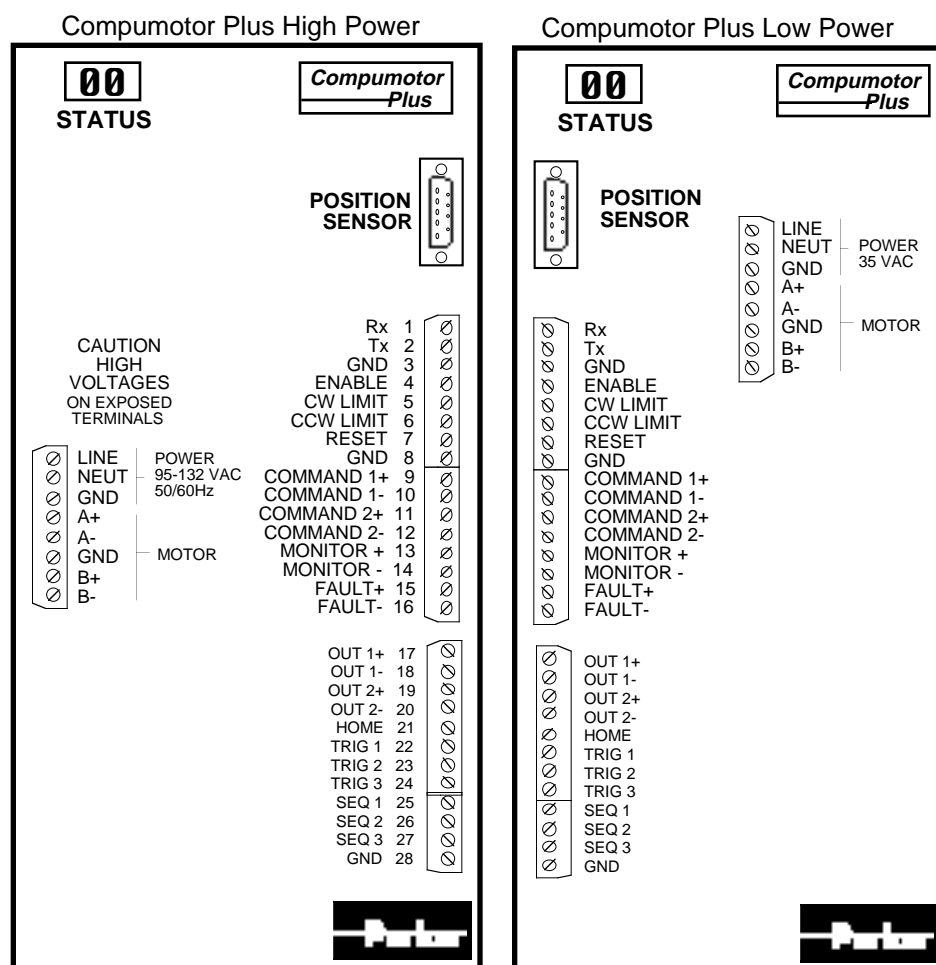 Compumotor Plus High Power
00
STATUS
Compumotor
Plus
POSITION
SENSOR
CAUTION
HIGH
VOLTAGES
ON EXPOSED
TERMINALS
LINE
NEUT
GND
POWER
95-132 VAC
50/60Hz
A+
A-
GND
B+
B-
MOTOR
Rx 1
Tx 2
GND 3
ENABLE 4
CW LIMIT 5
CCW LIMIT 6
RESET 7
GND 8
COMMAND 1+ 9
COMMAND 1- 10
COMMAND 2+ 11
COMMAND 2- 12
MONITOR + 13
MONITOR - 14
FAULT+ 15
FAULT- 16
OUT 1+ 17
OUT 1- 18
OUT 2+ 19
OUT 2- 20
HOME 21
TRIG 1 22
TRIG 2 23
TRIG 3 24
SEQ 1 25
SEQ 2 26
SEQ 3 27
GND 28
Parker
Compumotor Plus Low Power
00
STATUS
Compumotor
Plus
POSITION
SENSOR
LINE
NEUT
GND
POWER
35 VAC
A+
A-
GND
B+
B-
MOTOR
Rx
Tx
GND
ENABLE
CW LIMIT
CCW LIMIT
RESET
GND
COMMAND 1+
COMMAND 1-
COMMAND 2+
COMMAND 2-
MONITOR +
MONITOR -
FAULT+
FAULT-
OUT 1+
OUT 1-
OUT 2+
OUT 2-
HOME
TRIG 1
TRIG 2
TRIG 3
SEQ 1
SEQ 2
SEQ 3
GND
Parker